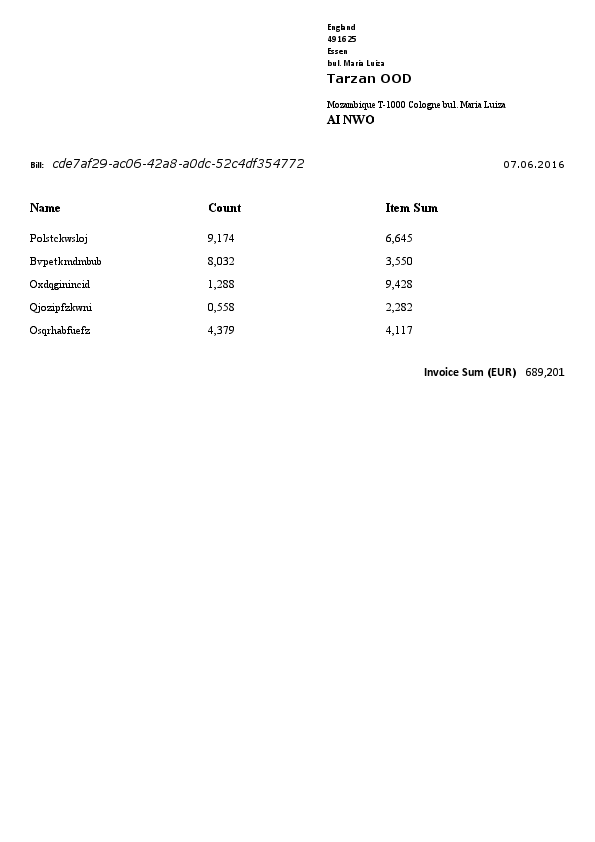 England
491625
Essen
bul. Maria Luiza
Tarzan OOD
Mozambique T-1000 Cologne bul. Maria Luiza
AI NWO
Bill: cde7af29-ac06-42a8-a0dc-52c4df354772 07.06.2016
Name Count Item Sum
Polstckwsloj 9,174 6,645
Bvpetkmdmbub 8,032 3,550
Oxdqginincid 1,288 9,428
Qjozipfzkwni 0,558 2,282
Osqrhabfuefz 4,379 4,117
Invoice Sum (EUR) 689,201